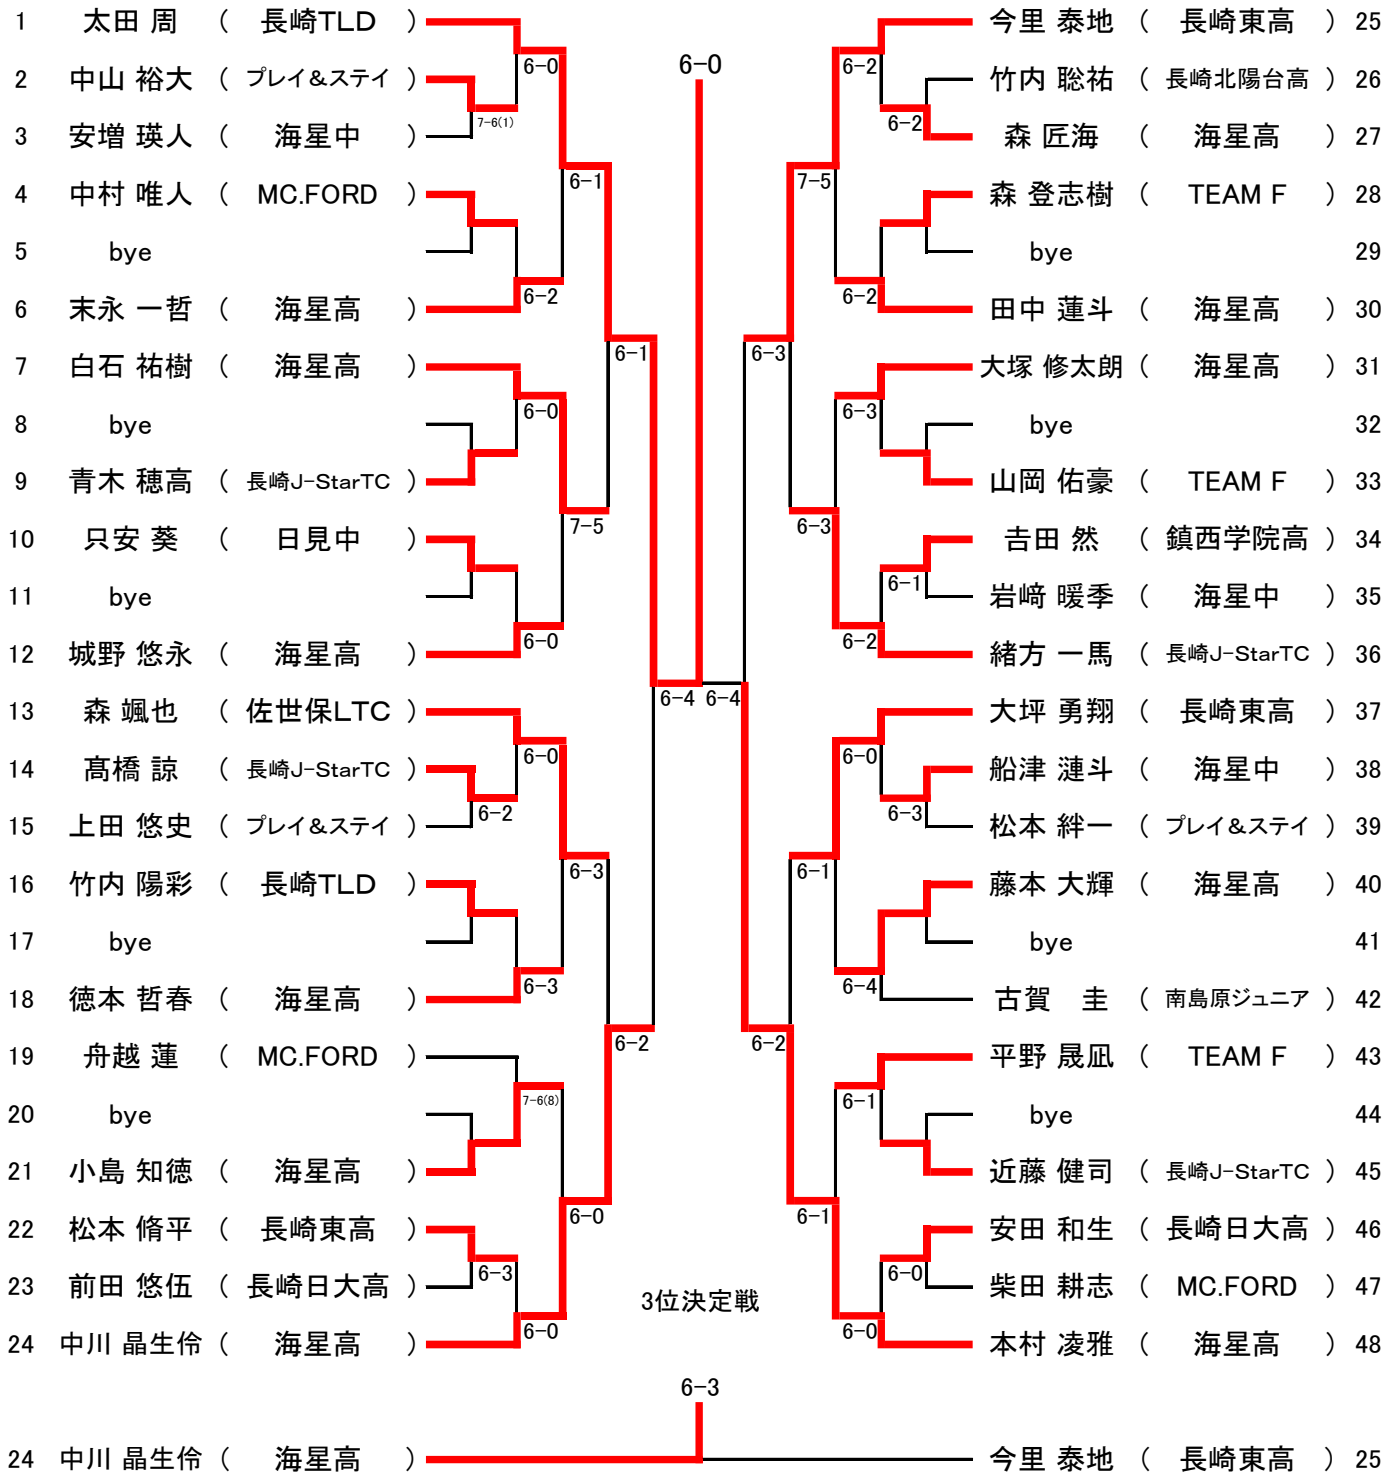 1 太田 周 ( 長崎TLD ) 今里 泰地 ( 長崎東高 ) 25
6-0 6-0 6-2
2 中山 裕大 ( プレイ&ステイ ) 竹内 聡祐 ( 長崎北陽台高 ) 26
7-6(1) 6-2
3 安増 瑛人 ( 海星中 ) 森 匠海 ( 海星高 ) 27
6-1 7-5
4 中村 唯人 ( MC.FORD ) 森 登志樹 ( TEAM F ) 28
5 bye bye 29
6-2 6-2
6 末永 一哲 ( 海星高 ) 田中 蓮斗 ( 海星高 ) 30
6-1 6-3
7 白石 祐樹 ( 海星高 ) 大塚 修太朗 ( 海星高 ) 31
6-0 6-3
8 bye bye 32
9 青木 穂高 ( 長崎J-StarTC ) 山岡 佑豪 ( TEAM F ) 33
7-5 6-3
10 只安 葵 ( 日見中 ) 吉田 然 ( 鎮西学院高 ) 34
6-1
11 bye 岩﨑 暖季 ( 海星中 ) 35
6-0 6-2
12 城野 悠永 ( 海星高 ) 緒方 一馬 ( 長崎J-StarTC ) 36
6-4 6-4
13 森 颯也 ( 佐世保LTC ) 大坪 勇翔 ( 長崎東高 ) 37
6-0 6-0
14 髙橋 諒 ( 長崎J-StarTC ) 船津 漣斗 ( 海星中 ) 38
6-2 6-3
15 上田 悠史 ( プレイ&ステイ ) 松本 絆一 ( プレイ&ステイ ) 39
6-3 6-1
16 竹内 陽彩 ( 長崎TLD ) 藤本 大輝 ( 海星高 ) 40
17 bye bye 41
6-3 6-4
18 徳本 哲春 ( 海星高 ) 古賀 圭 ( 南島原ジュニア ) 42
6-2 6-2
19 舟越 蓮 ( MC.FORD ) 平野 晟凪 ( TEAM F ) 43
7-6(8) 6-1
20 bye bye 44
21 小島 知徳 ( 海星高 ) 近藤 健司 ( 長崎J-StarTC ) 45
6-0 6-1
22 松本 脩平 ( 長崎東高 ) 安田 和生 ( 長崎日大高 ) 46
6-3 6-0
23 前田 悠伍 ( 長崎日大高 ) 柴田 耕志 ( MC.FORD ) 47
3位決定戦
6-0 6-0
24 中川 晶生伶 ( 海星高 ) 本村 凌雅 ( 海星高 ) 48
6-3
24 中川 晶生伶 ( 海星高 ) 今里 泰地 ( 長崎東高 ) 25